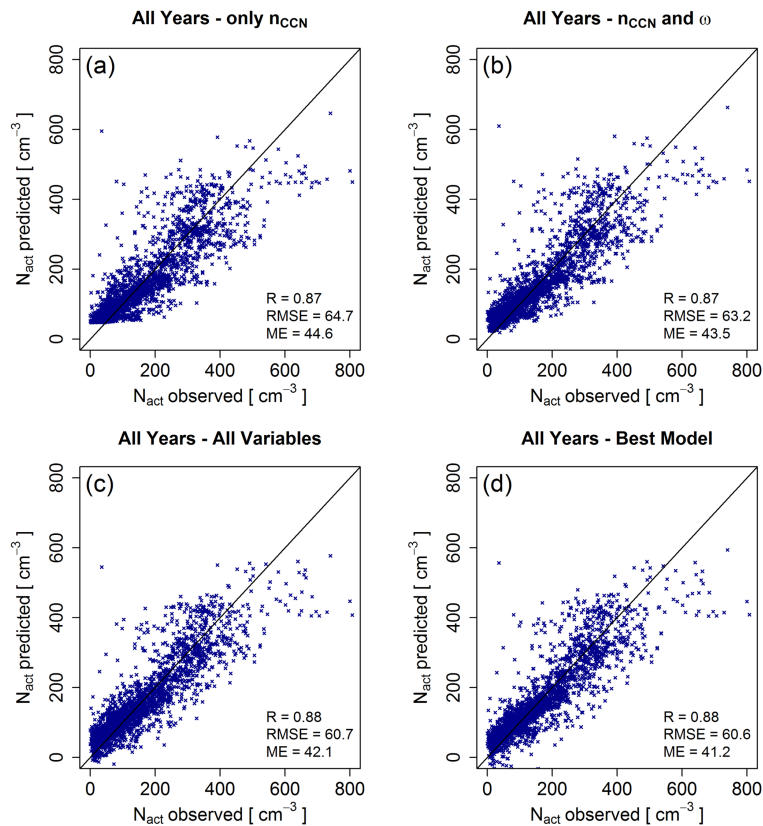 All Years - only nCCN
(a)
Nact predicted [ cm−3 ]
800
600
400
200
0
R = 0.87
RMSE = 64.7
ME = 44.6
0 200 400 600 800
Nact observed [ cm−3 ]
All Years - nCCN and ω
(b)
Nact predicted [ cm−3 ]
800
600
400
200
0
R = 0.87
RMSE = 63.2
ME = 43.5
0 200 400 600 800
Nact observed [ cm−3 ]
All Years - All Variables
(c)
Nact predicted [ cm−3 ]
800
600
400
200
0
R = 0.88
RMSE = 60.7
ME = 42.1
0 200 400 600 800
Nact observed [ cm−3 ]
All Years - Best Model
(d)
Nact predicted [ cm−3 ]
800
600
400
200
0
R = 0.88
RMSE = 60.6
ME = 41.2
0 200 400 600 800
Nact observed [ cm−3 ]